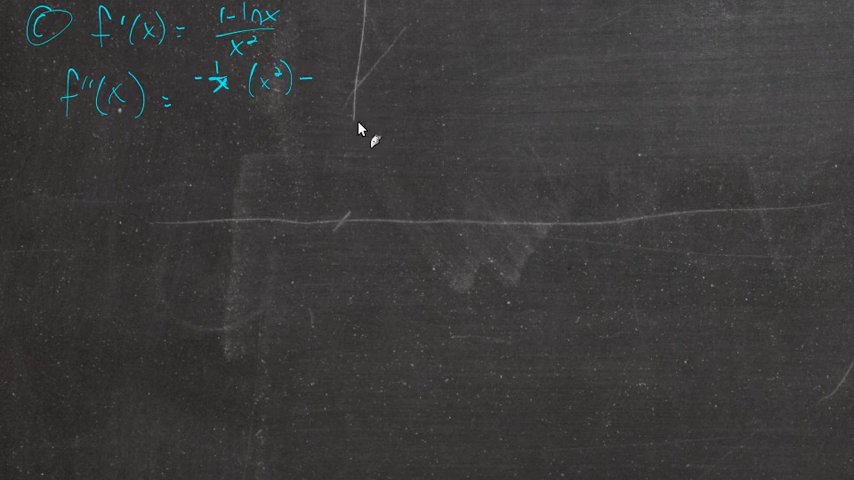 Ⓒ f'(x) = (1-lnx)/x²
f''(x) = -1/x (x²) -